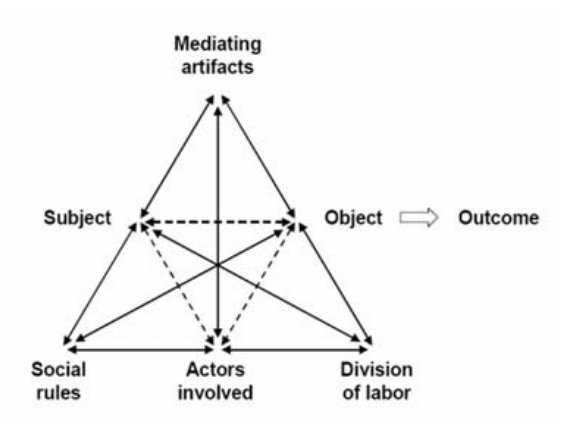 Mediating
artifacts
Subject
Object
Outcome
Social
rules
Actors
involved
Division
of labor